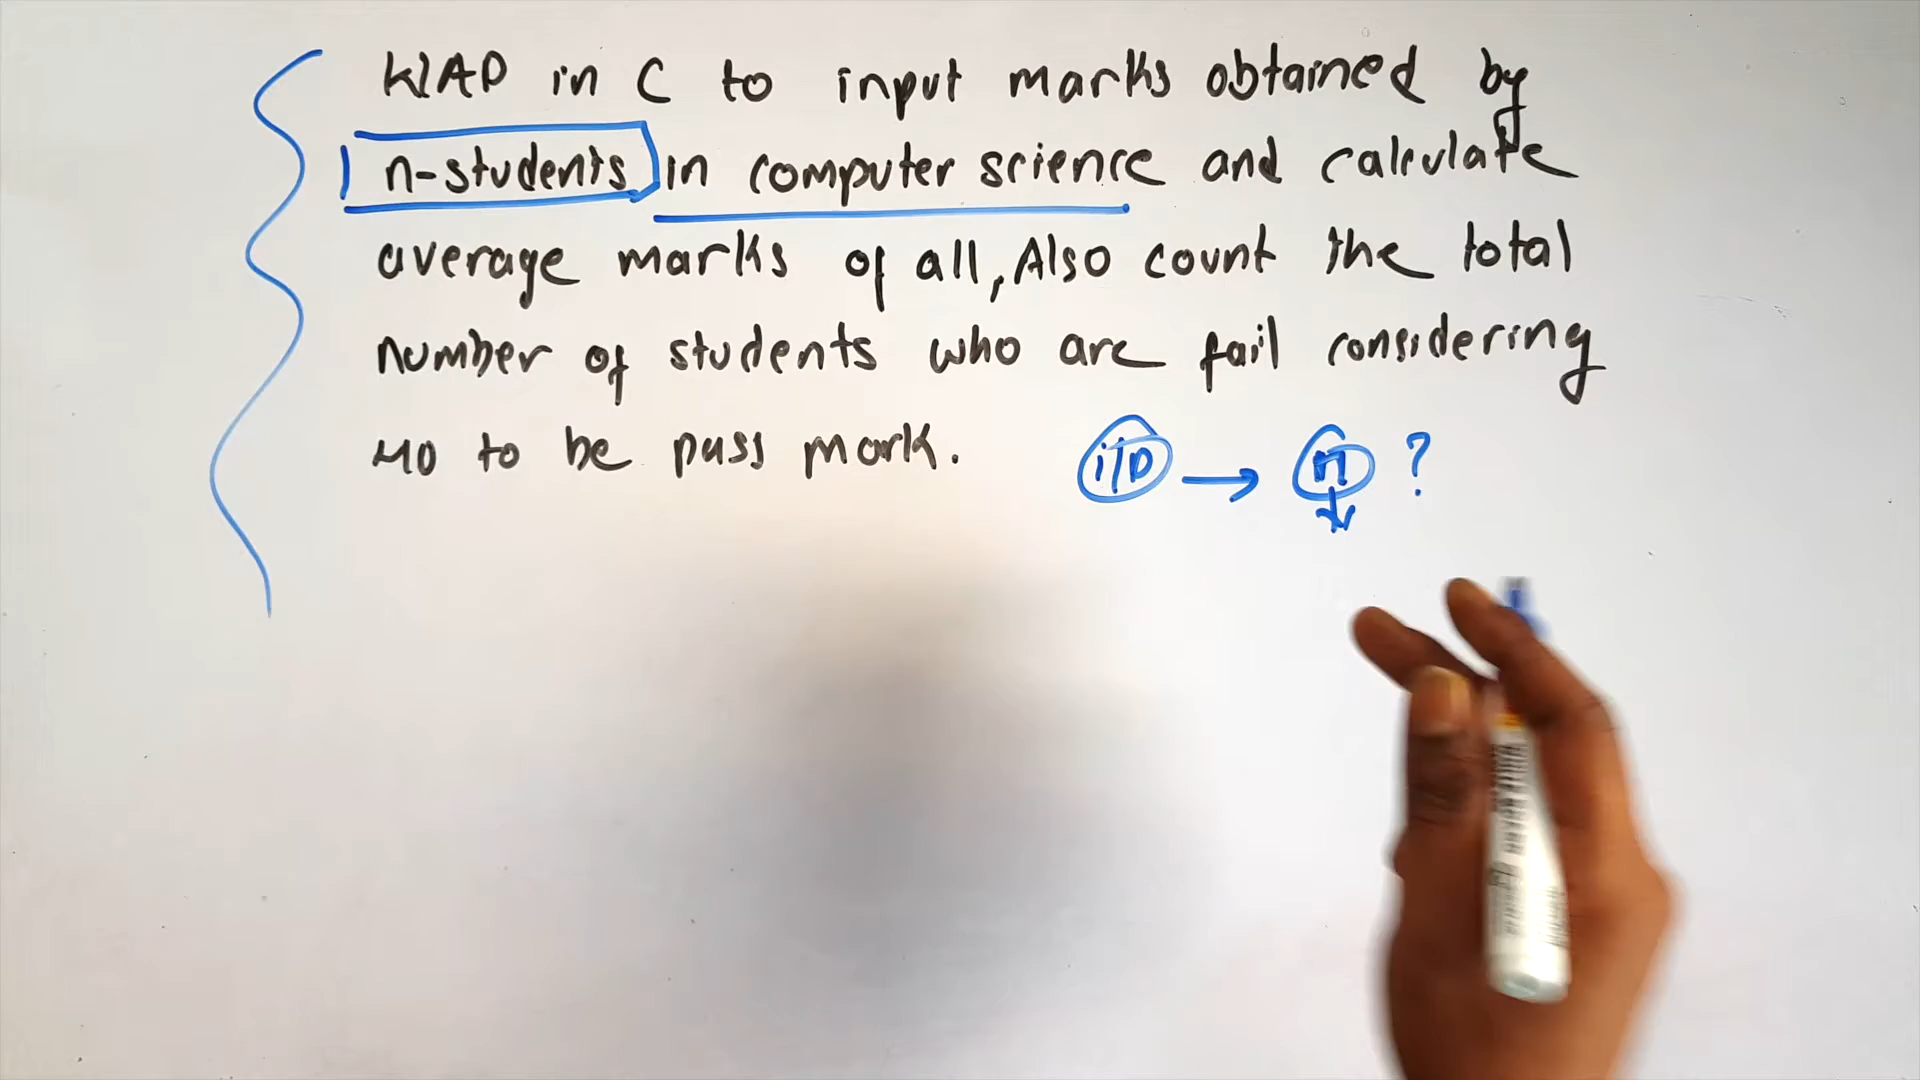 WAP in C to input marks obtained by
n-students in computer science and calculate
average marks of all, Also count the total
number of students who are fail considering
40 to be pass mark.
i/p → n ?